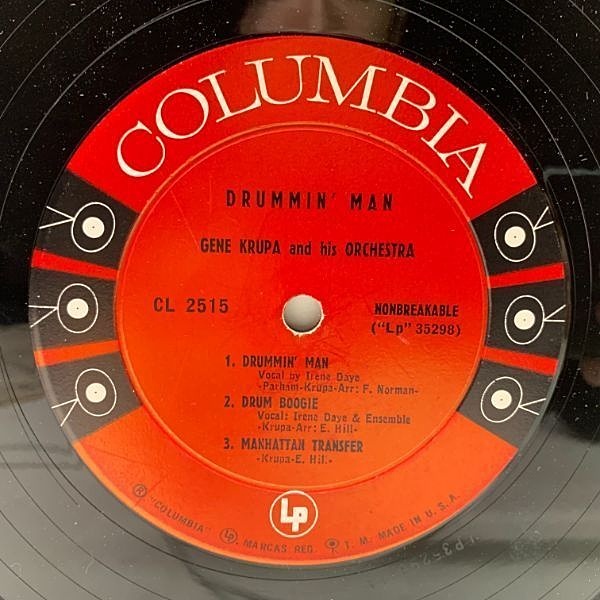 COLUMBIA
DRUMMIN' MAN
GENE KRUPA and his ORCHESTRA
CL 2515
NONBREAKABLE
("Lp" 35298)
1. DRUMMIN' MAN
Vocal by Irene Daye
-Parham-Krupa-Arr: F. Norman-
2. DRUM BOOGIE
Vocal: Irene Daye & Ensemble
-Krupa-Arr: E. Hill-
3. MANHATTAN TRANSFER
-Krupa-E. Hill-
Lp
® "COLUMBIA" Lp MARCAS REG. T. M. MADE IN U. S. A.